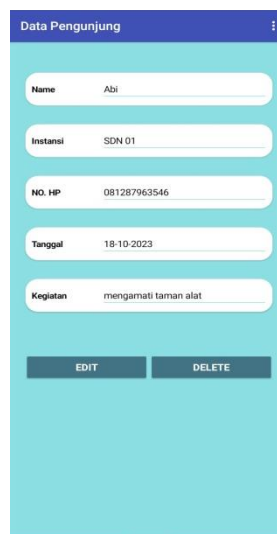 Data Pengunjung
Name Abi
Instansi SDN 01
NO. HP 081287963546
Tanggal 18-10-2023
Kegiatan mengamati taman alat
EDIT DELETE